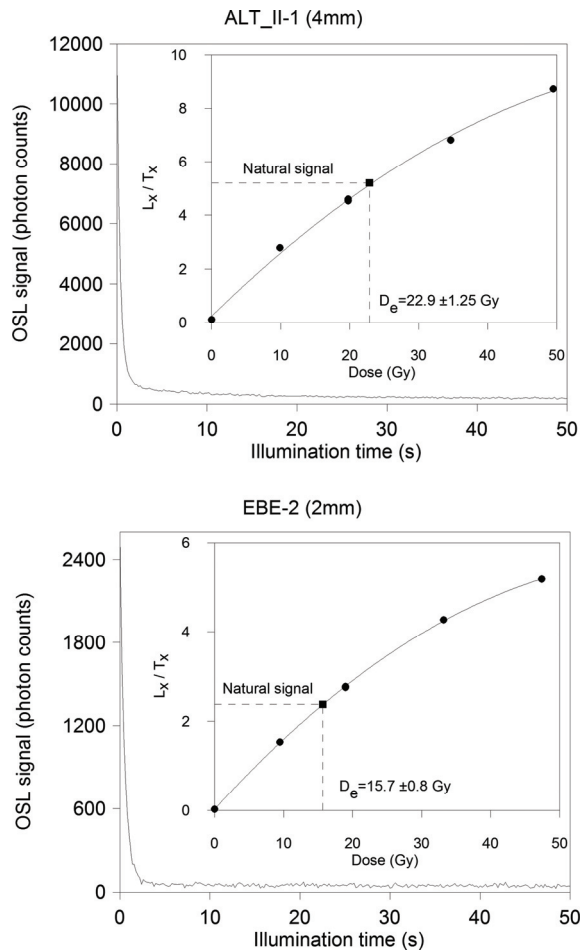 ALT_II-1 (4mm)
12000
10000
8000
6000
4000
2000
0
OSL signal (photon counts)
10
8
6
4
2
0
Lx / Tx
Natural signal
De=22.9 ±1.25 Gy
0 10 20 30 40 50
Dose (Gy)
0 10 20 30 40 50
Illumination time (s)
EBE-2 (2mm)
2400
1800
1200
600
0
OSL signal (photon counts)
6
4
2
0
Lx / Tx
Natural signal
De=15.7 ±0.8 Gy
0 10 20 30 40 50
Dose (Gy)
0 10 20 30 40 50
Illumination time (s)